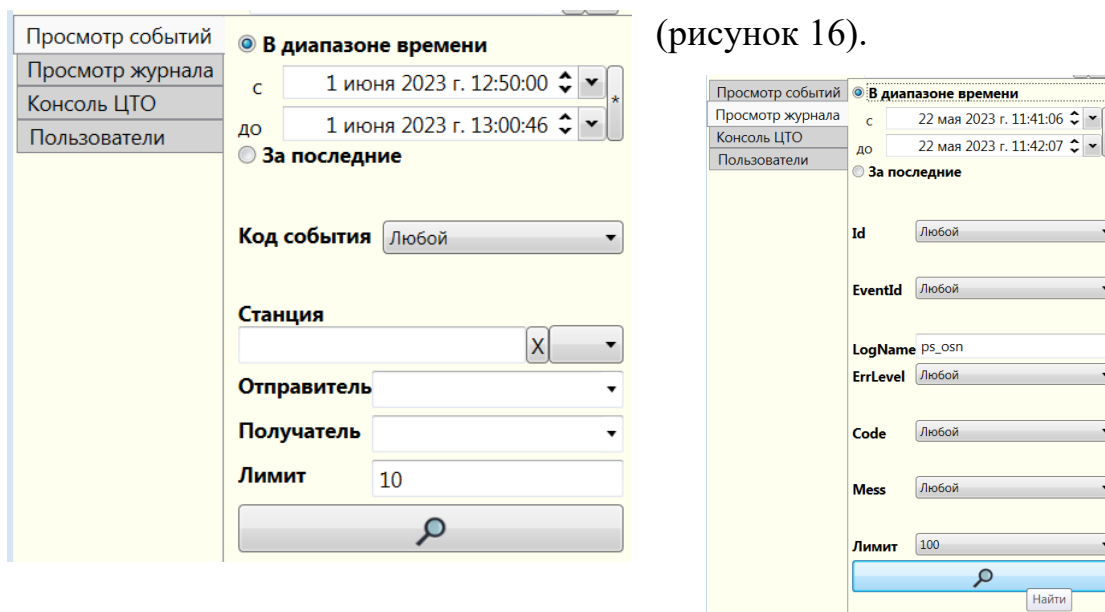 Просмотр событий
Просмотр журнала
Консоль ЦТО
Пользователи
В диапазоне времени
с 1 июня 2023 г. 12:50:00 *
до 1 июня 2023 г. 13:00:46
За последние
Код события Любой
Станция
X
Отправитель
Получатель
Лимит 10
(рисунок 16).
Просмотр событий
Просмотр журнала
Консоль ЦТО
Пользователи
В диапазоне времени
с 22 мая 2023 г. 11:41:06
до 22 мая 2023 г. 11:42:07
За последние
Id Любой
EventId Любой
LogName ps_osn
ErrLevel Любой
Code Любой
Mess Любой
Лимит 100
Найти